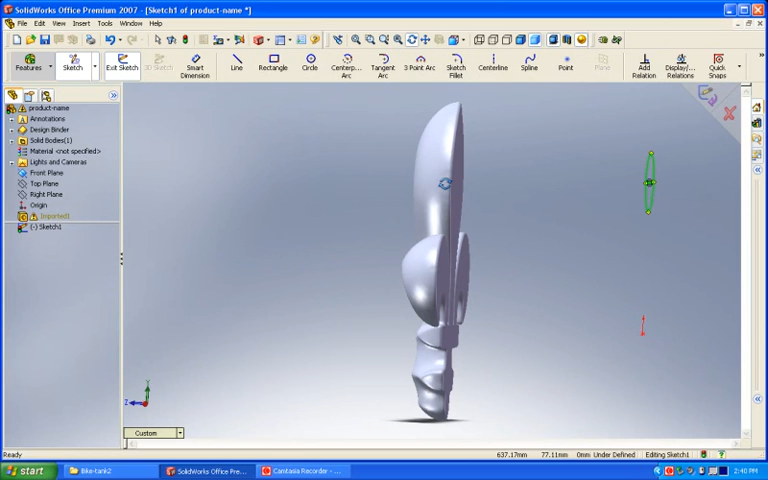 SolidWorks Office Premium 2007 - [Sketch1 of product-name *]
File Edit View Insert Tools Window Help
Features
Sketch
Exit Sketch
3D Sketch
Smart Dimension
Line
Rectangle
Circle
Centerp... Arc
Tangent Arc
3 Point Arc
Sketch Fillet
Centerline
Spline
Point
Plane
Add Relation
Display/... Relations
Quick Snaps
product-name
Annotations
Design Binder
Solid Bodies(1)
Material <not specified>
Lights and Cameras
Front Plane
Top Plane
Right Plane
Origin
Imported1
(-) Sketch1
Y
Z
Custom
Ready
637.17mm 77.11mm 0mm Under Defined Editing Sketch1
start
Bike-tank2
SolidWorks Office Pre...
Camtasia Recorder - ...
2:40 PM